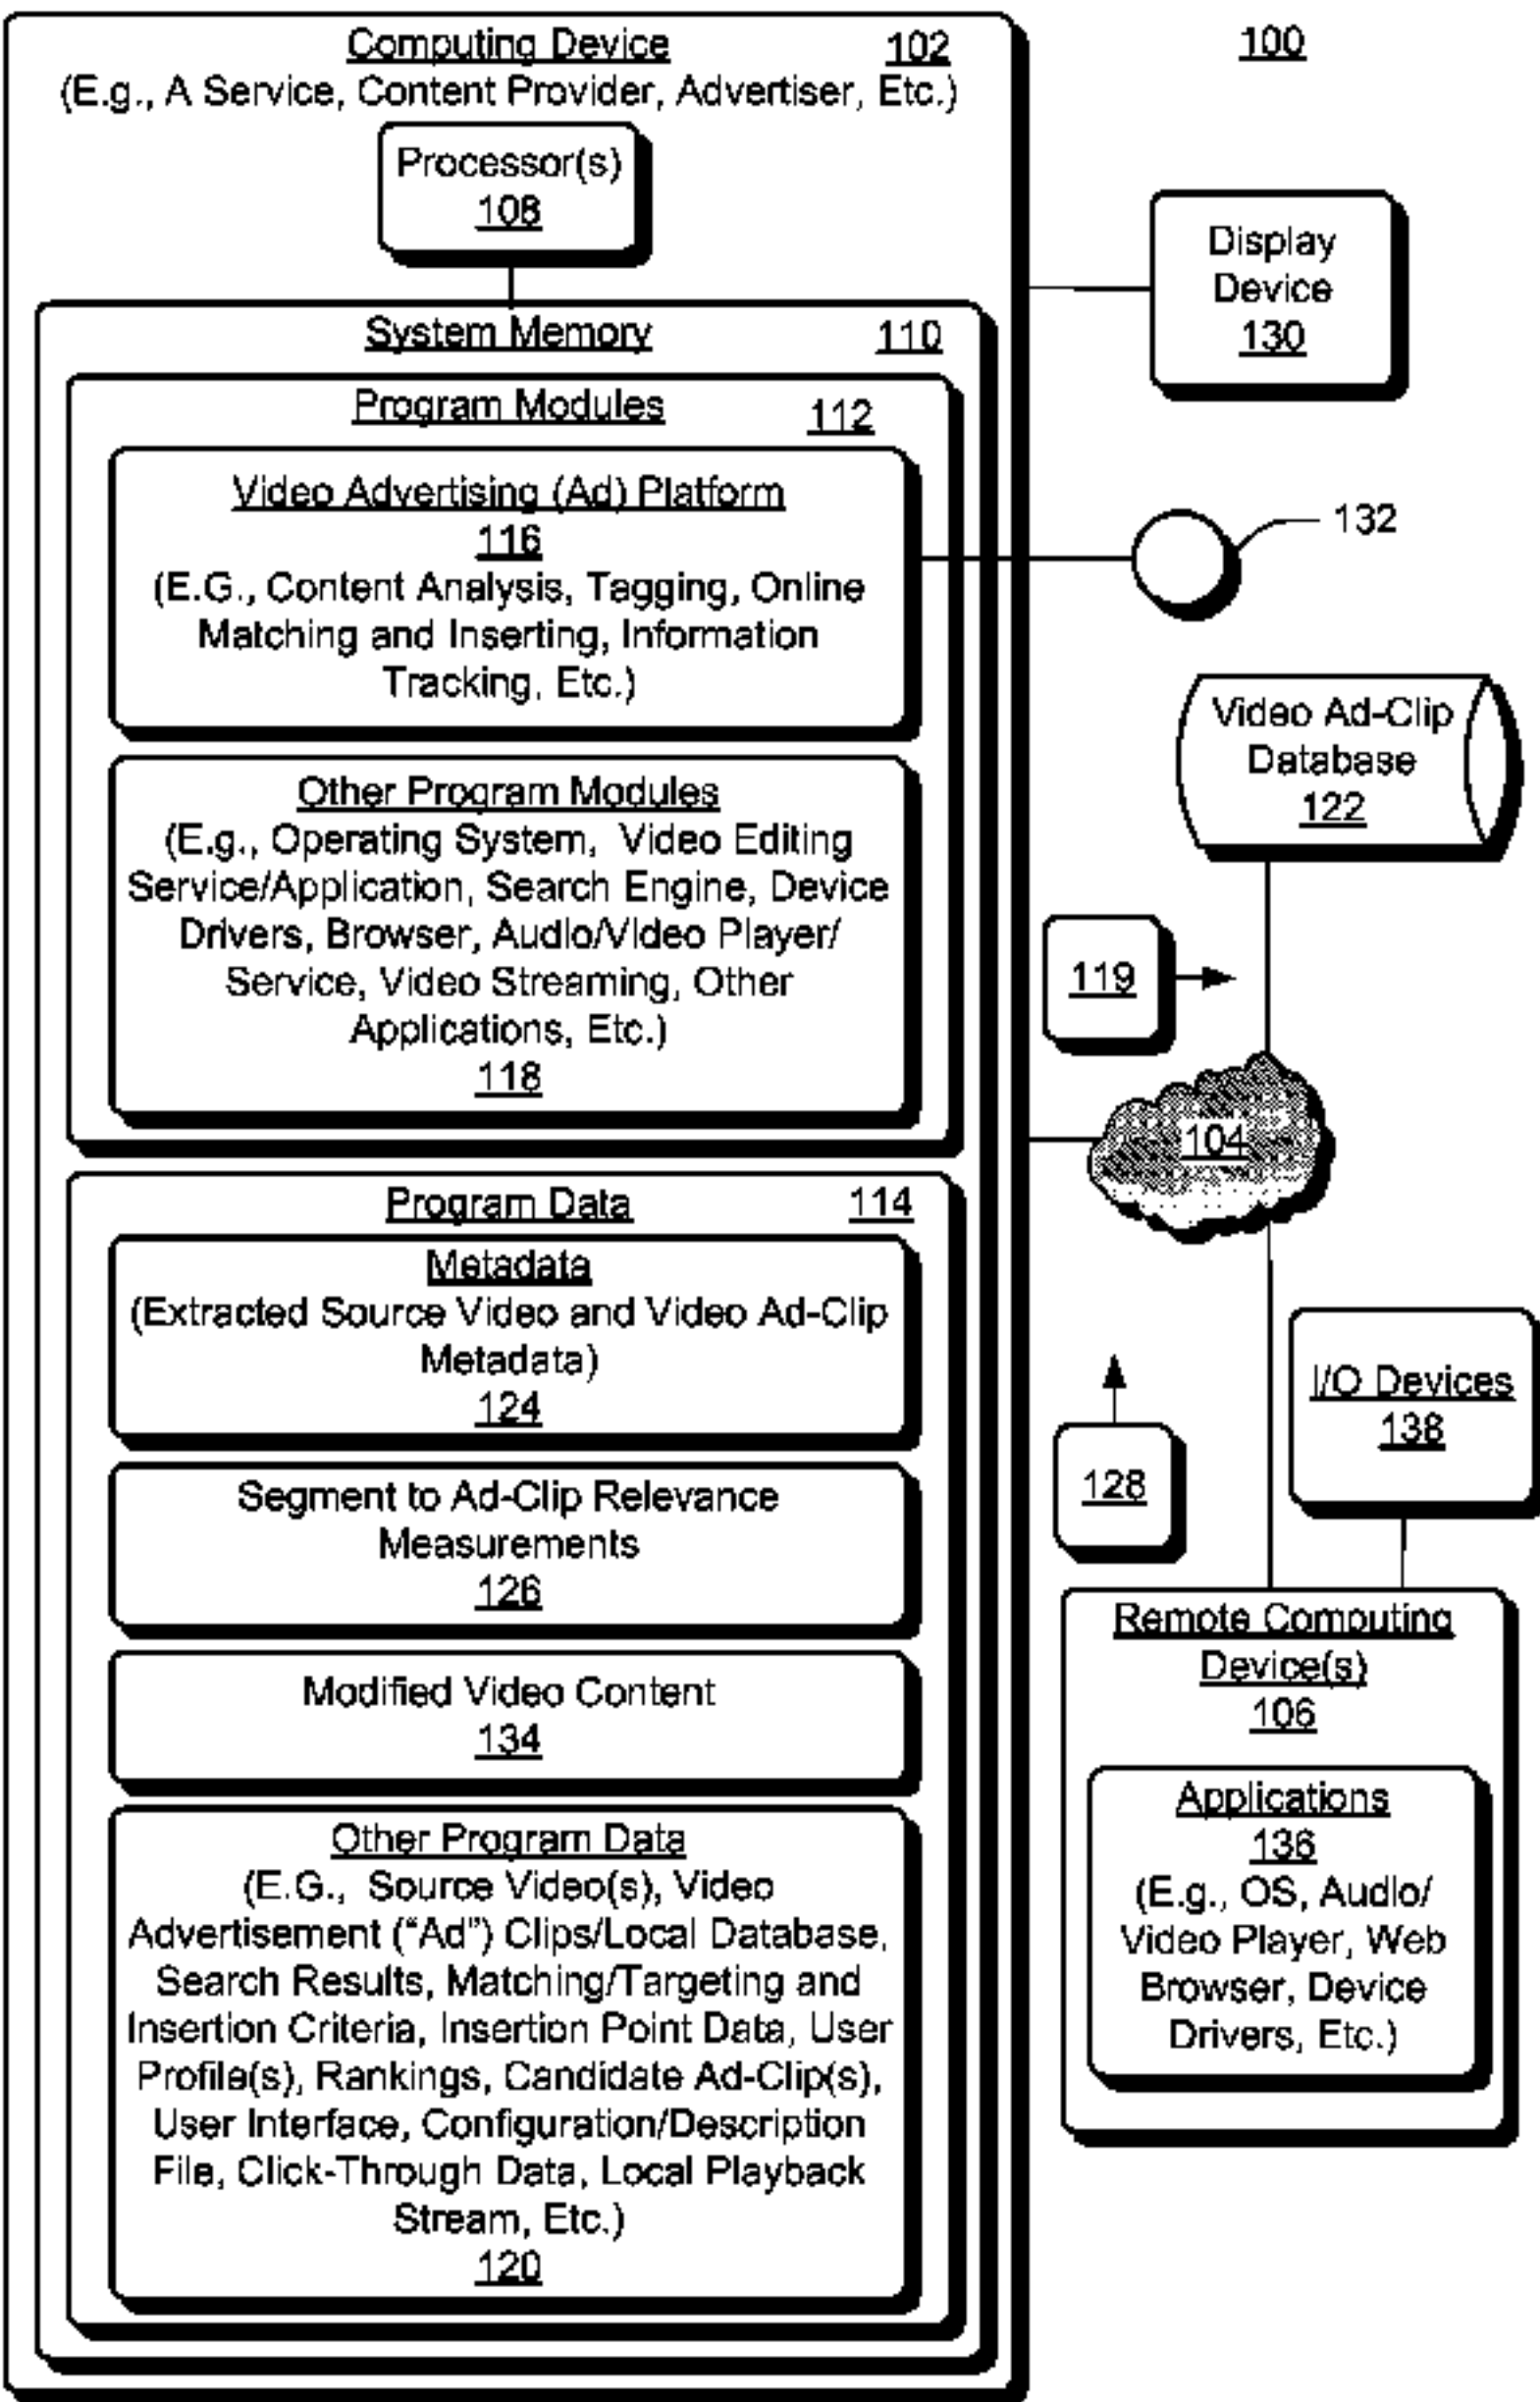 Computing Device 102
(E.g., A Service, Content Provider, Advertiser, Etc.)
Processor(s)
108
System Memory 110
Program Modules 112
Video Advertising (Ad) Platform
116
(E.G., Content Analysis, Tagging, Online
Matching and Inserting, Information
Tracking, Etc.)
Other Program Modules
(E.g., Operating System, Video Editing
Service/Application, Search Engine, Device
Drivers, Browser, Audio/Video Player/
Service, Video Streaming, Other
Applications, Etc.)
118
Program Data 114
Metadata
(Extracted Source Video and Video Ad-Clip
Metadata)
124
Segment to Ad-Clip Relevance
Measurements
126
Modified Video Content
134
Other Program Data
(E.G., Source Video(s), Video
Advertisement (“Ad”) Clips/Local Database,
Search Results, Matching/Targeting and
Insertion Criteria, Insertion Point Data, User
Profile(s), Rankings, Candidate Ad-Clip(s),
User Interface, Configuration/Description
File, Click-Through Data, Local Playback
Stream, Etc.)
120
100
Display
Device
130
132
Video Ad-Clip
Database
122
119
104
128
I/O Devices
138
Remote Computing
Device(s)
106
Applications
136
(E.g., OS, Audio/
Video Player, Web
Browser, Device
Drivers, Etc.)